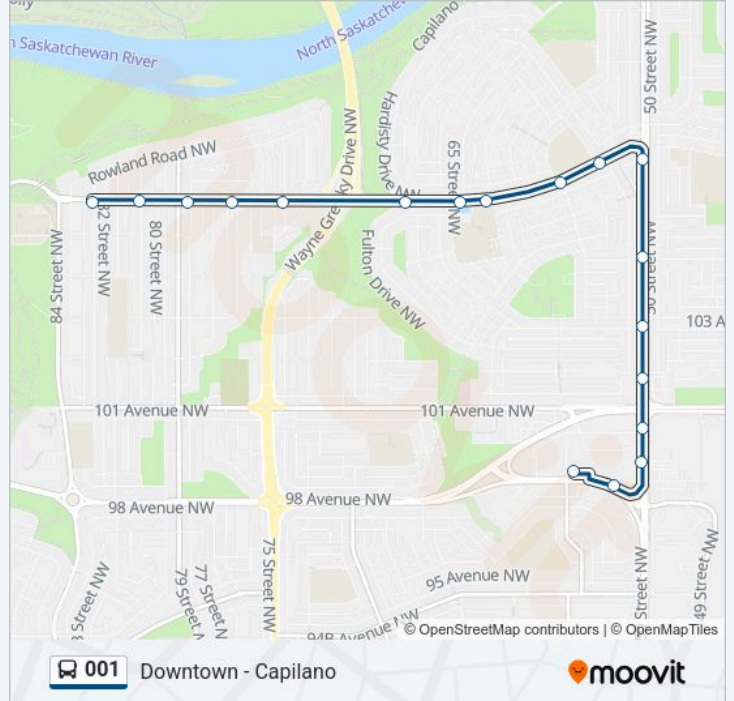 North Saskatchewan
Capilano
Saskatchewan River
50 Street NW
Hardisty Drive NW
Rowland Road NW
65 Street NW
Wayne Gretzky Drive NW
82 Street NW
80 Street NW
84 Street NW
Fulton Drive NW
50 Street NW
103 A
101 Avenue NW
101 Avenue NW
98 Avenue NW
98 Avenue NW
75 Street NW
77 Street N
79 Street N
Street NW
95 Avenue NW
Street NW
49 Street NW
94B Avenue NW
© OpenStreetMap contributors | © OpenMapTiles
001 Downtown - Capilano
moovit